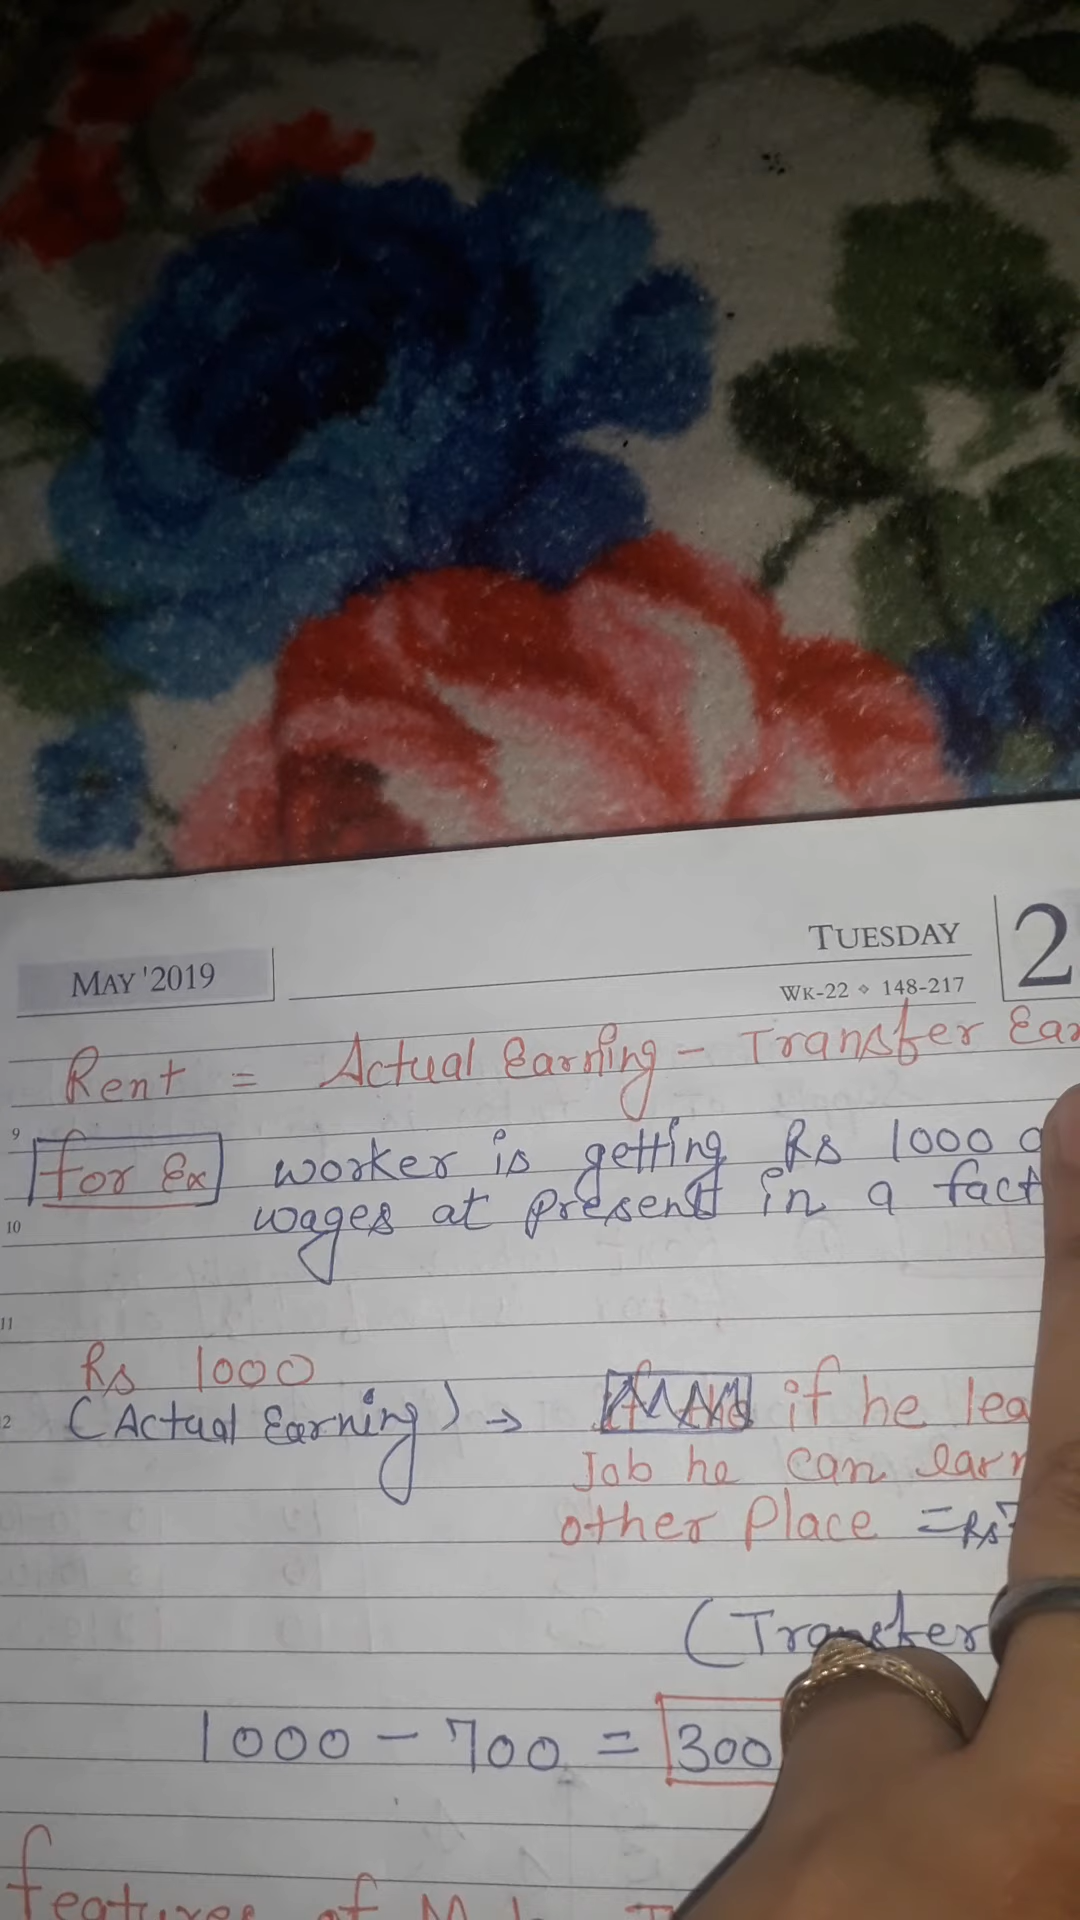 TUESDAY
2
MAY '2019
WK-22 ⋄ 148-217
Rent = Actual Earning - Transfer Ear
9
for Ex worker is getting Rs 1000
wages at present in a fact
10
11
Rs 1000
(Actual Earning) → if he lea
2
Job he can earn
other Place = Rs 7
(Transfer
1000 - 700 = 300
features of